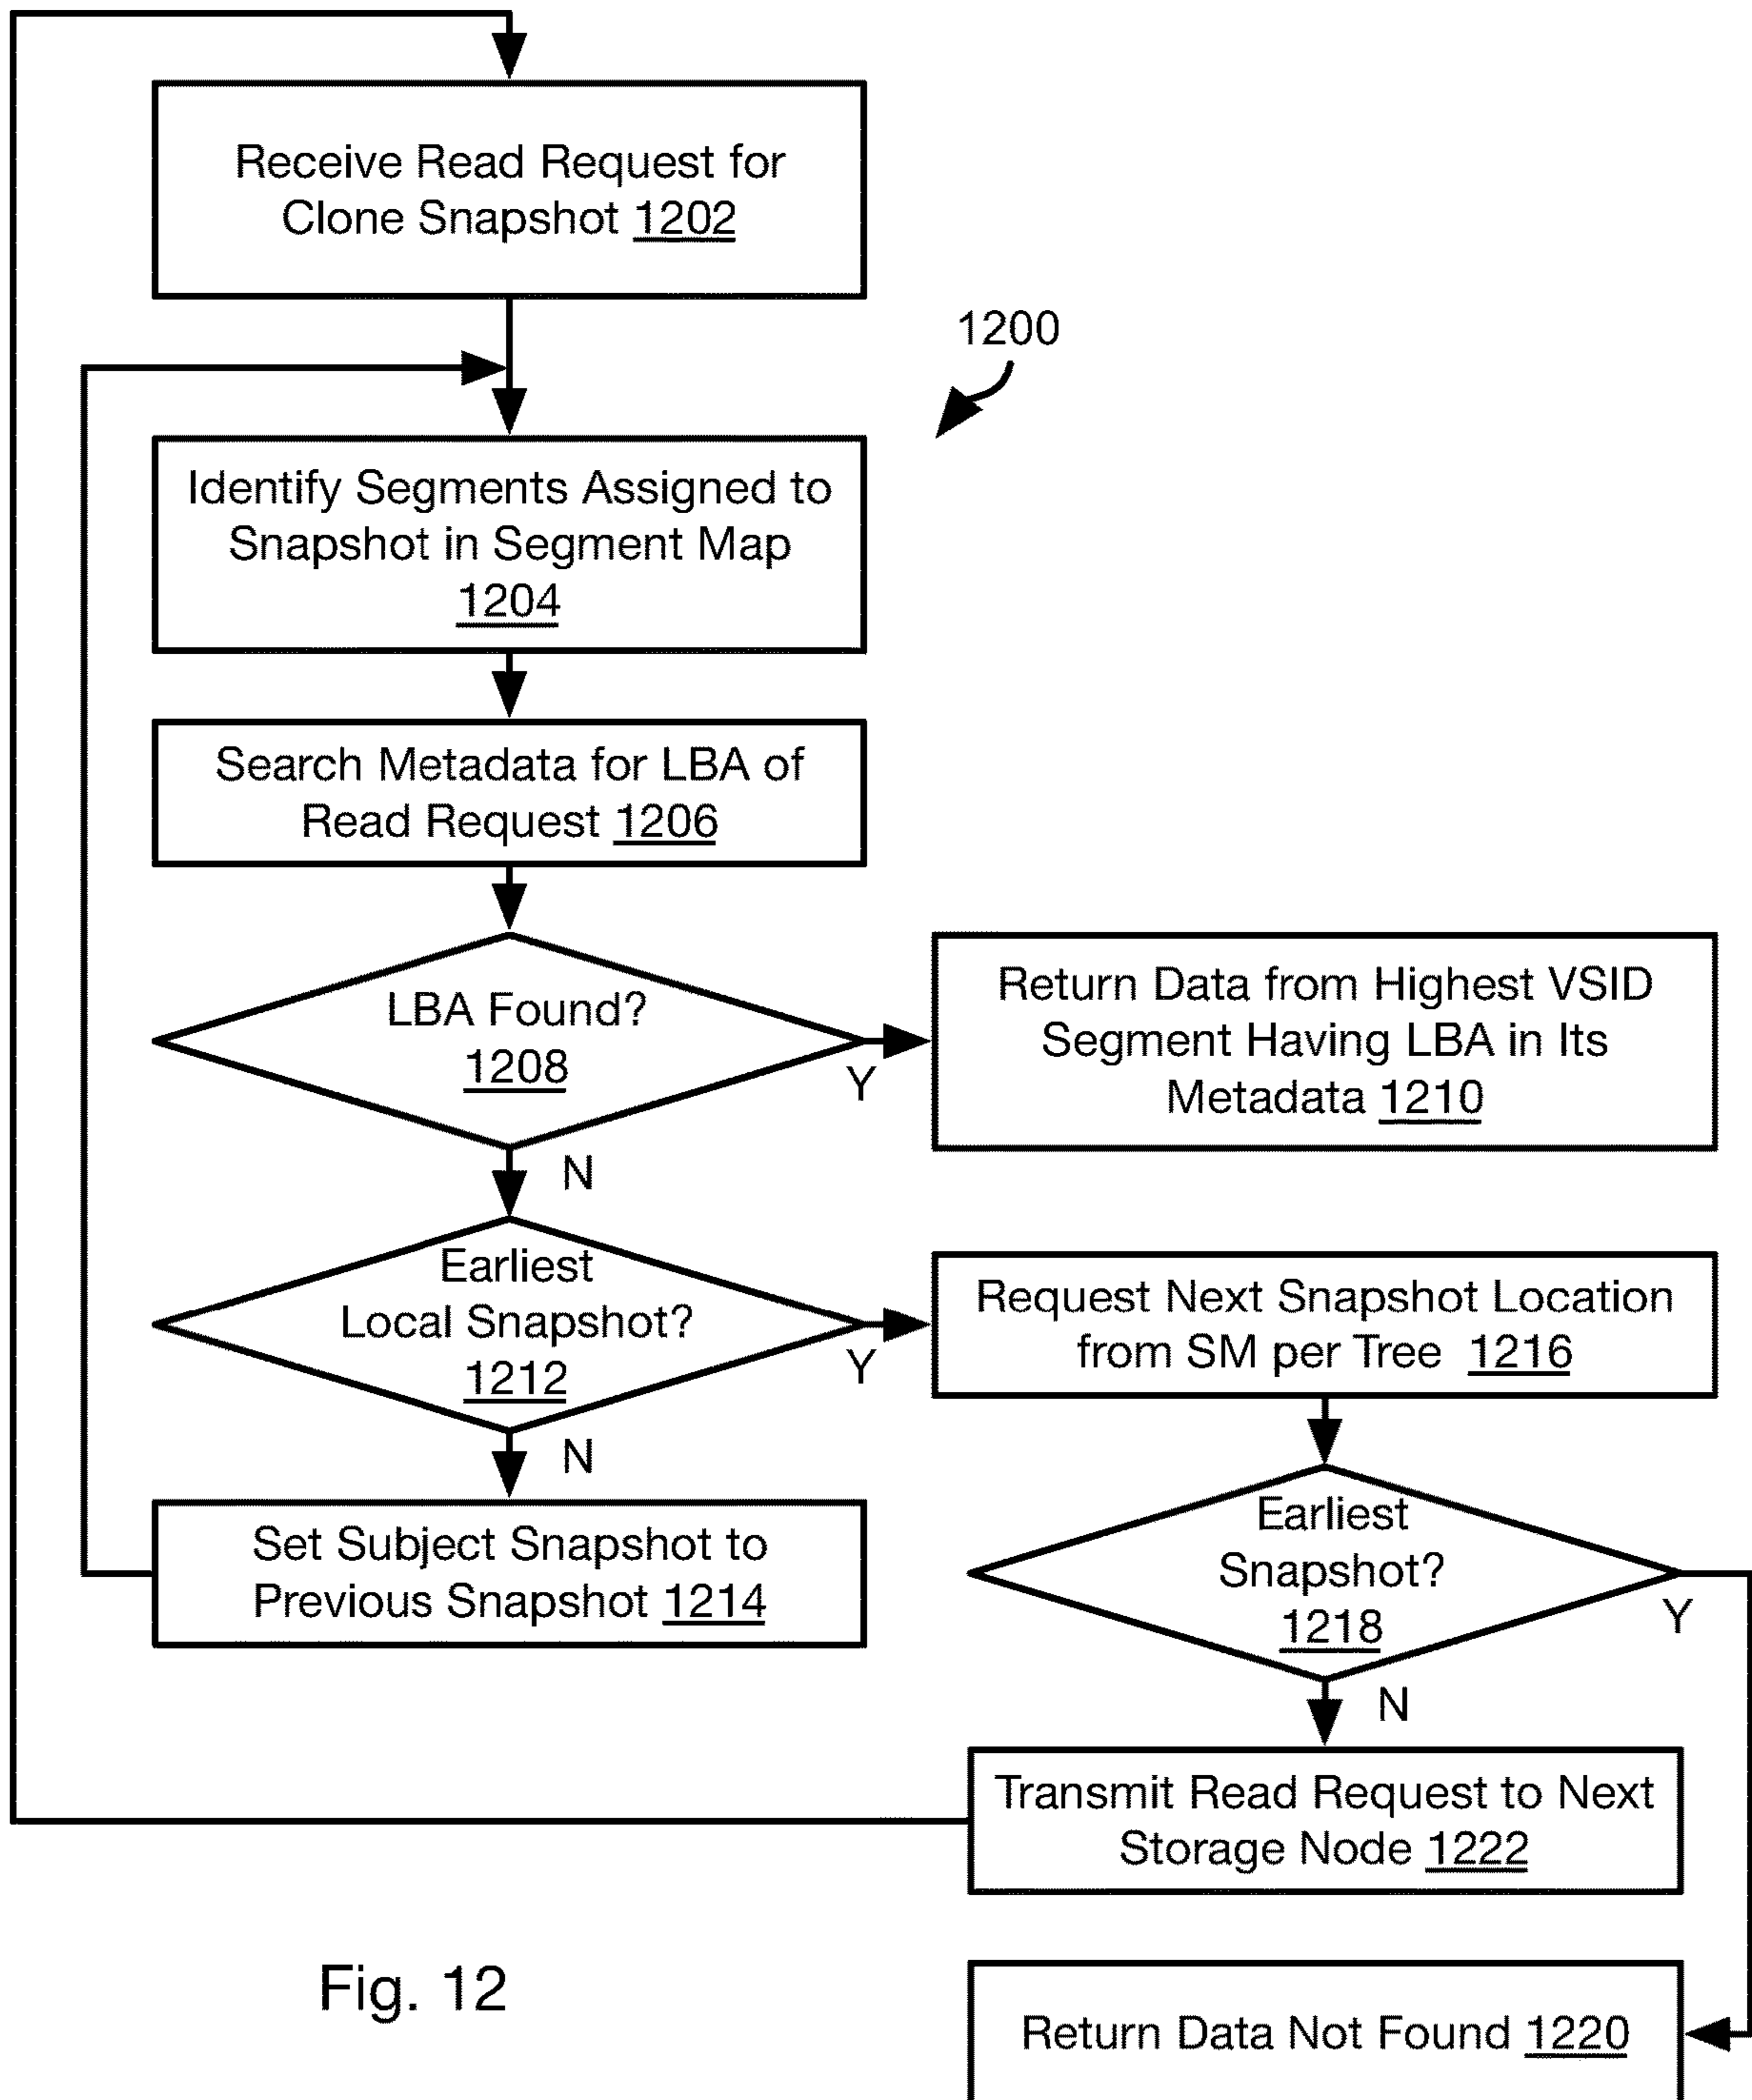 Receive Read Request for
Clone Snapshot 1202
1200
Identify Segments Assigned to
Snapshot in Segment Map
1204
Search Metadata for LBA of
Read Request 1206
LBA Found?
1208
Y
Return Data from Highest VSID
Segment Having LBA in Its
Metadata 1210
N
Earliest
Local Snapshot?
1212
Y
Request Next Snapshot Location
from SM per Tree 1216
N
Set Subject Snapshot to
Previous Snapshot 1214
Earliest
Snapshot?
1218
Y
N
Transmit Read Request to Next
Storage Node 1222
Return Data Not Found 1220
Fig. 12